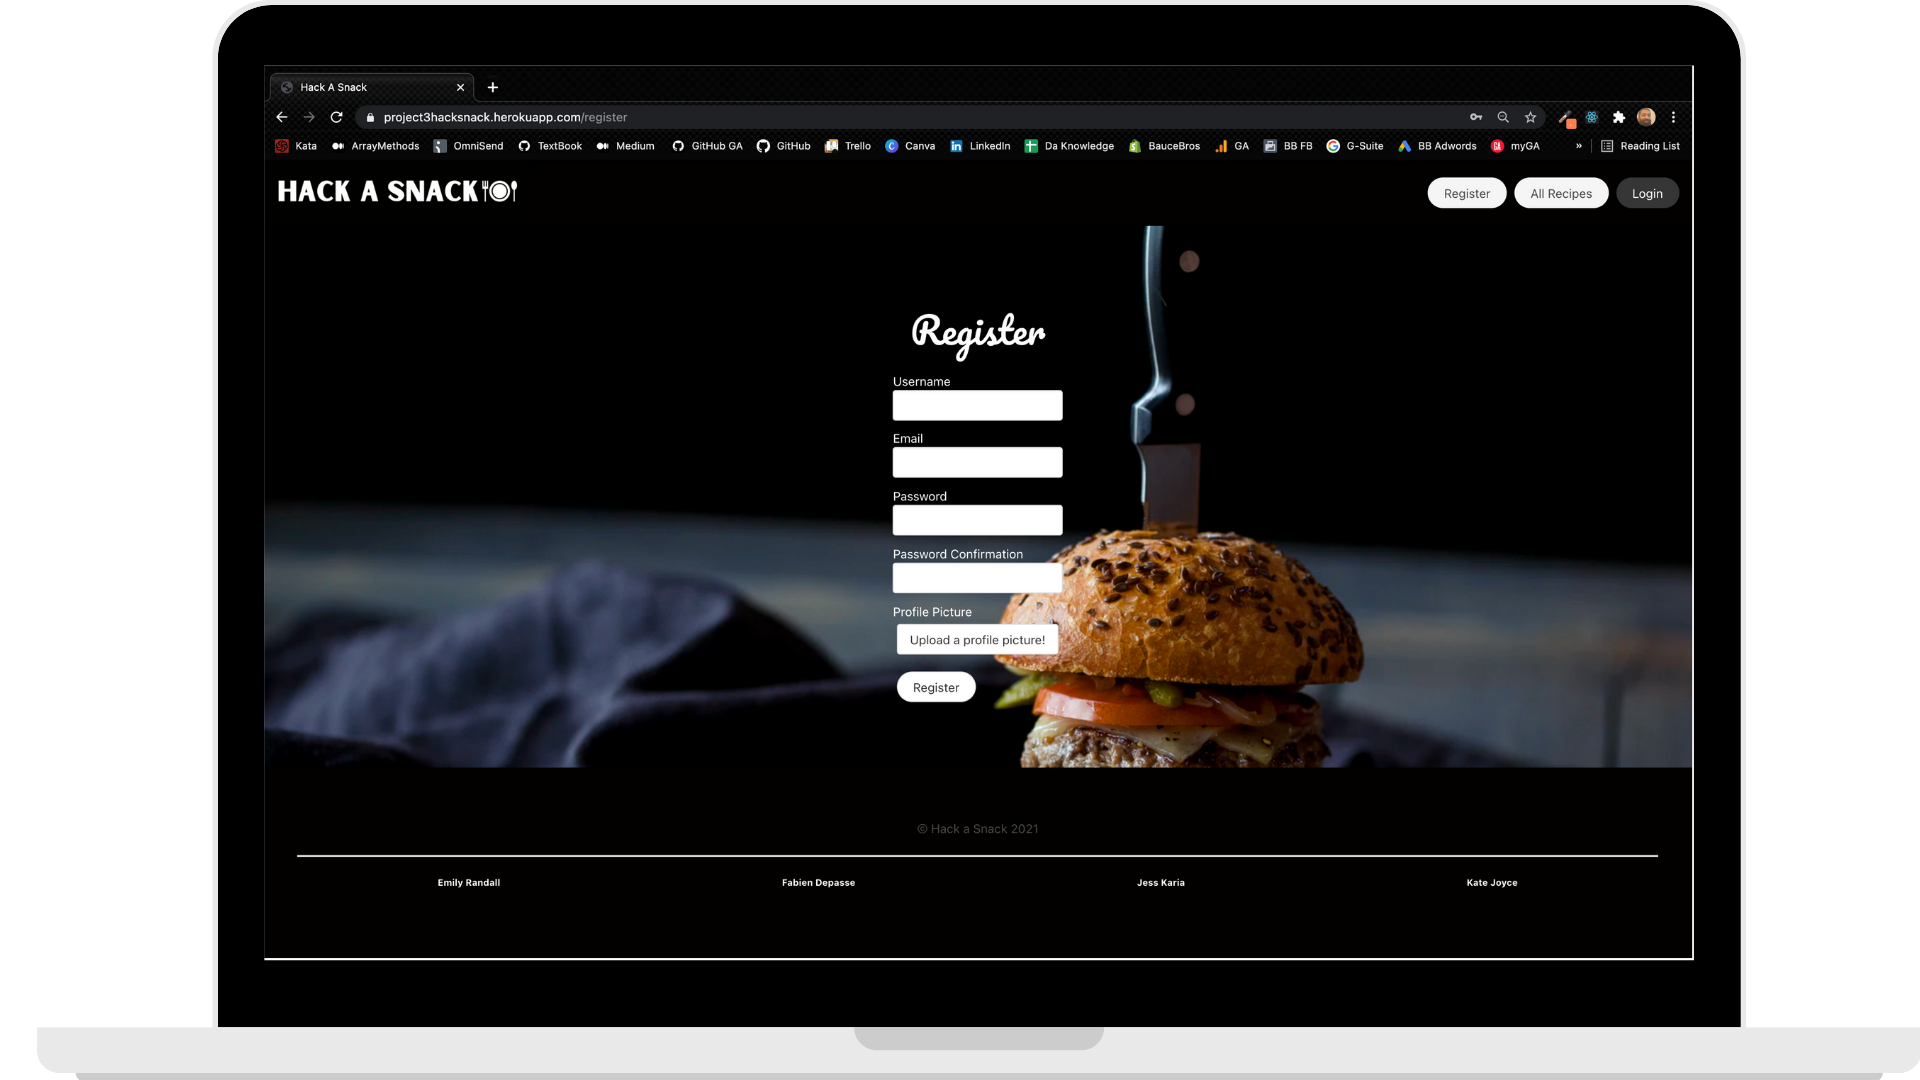 Hack A Snack
project3hacksnack.herokuapp.com/register
Kata ArrayMethods OmniSend TextBook Medium GitHub GA GitHub Trello Canva LinkedIn Da Knowledge BauceBros GA BB FB G-Suite BB Adwords myGA » Reading List
HACK A SNACK
Register All Recipes Login
Register
Username
Email
Password
Password Confirmation
Profile Picture
Upload a profile picture!
Register
© Hack a Snack 2021
Emily Randall Fabien Depasse Jess Karia Kate Joyce